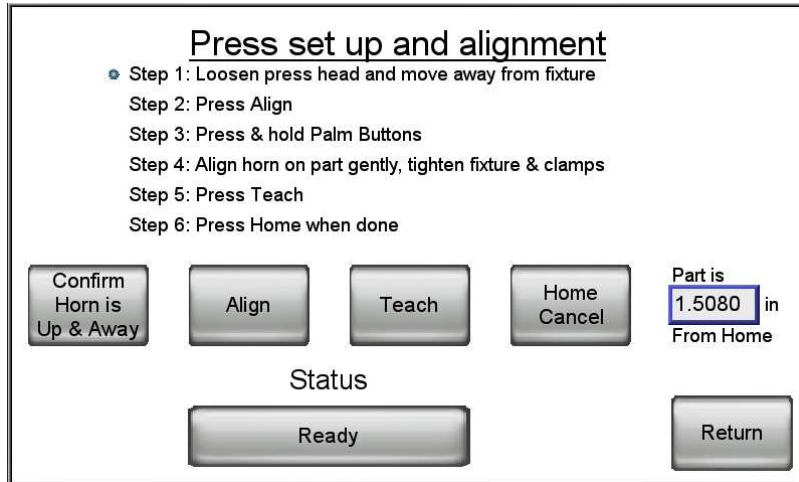 Press set up and alignment
Step 1: Loosen press head and move away from fixture
Step 2: Press Align
Step 3: Press & hold Palm Buttons
Step 4: Align horn on part gently, tighten fixture & clamps
Step 5: Press Teach
Step 6: Press Home when done
Confirm
Horn is
Up & Away
Align
Teach
Home
Cancel
Part is
1.5080 in
From Home
Status
Ready
Return